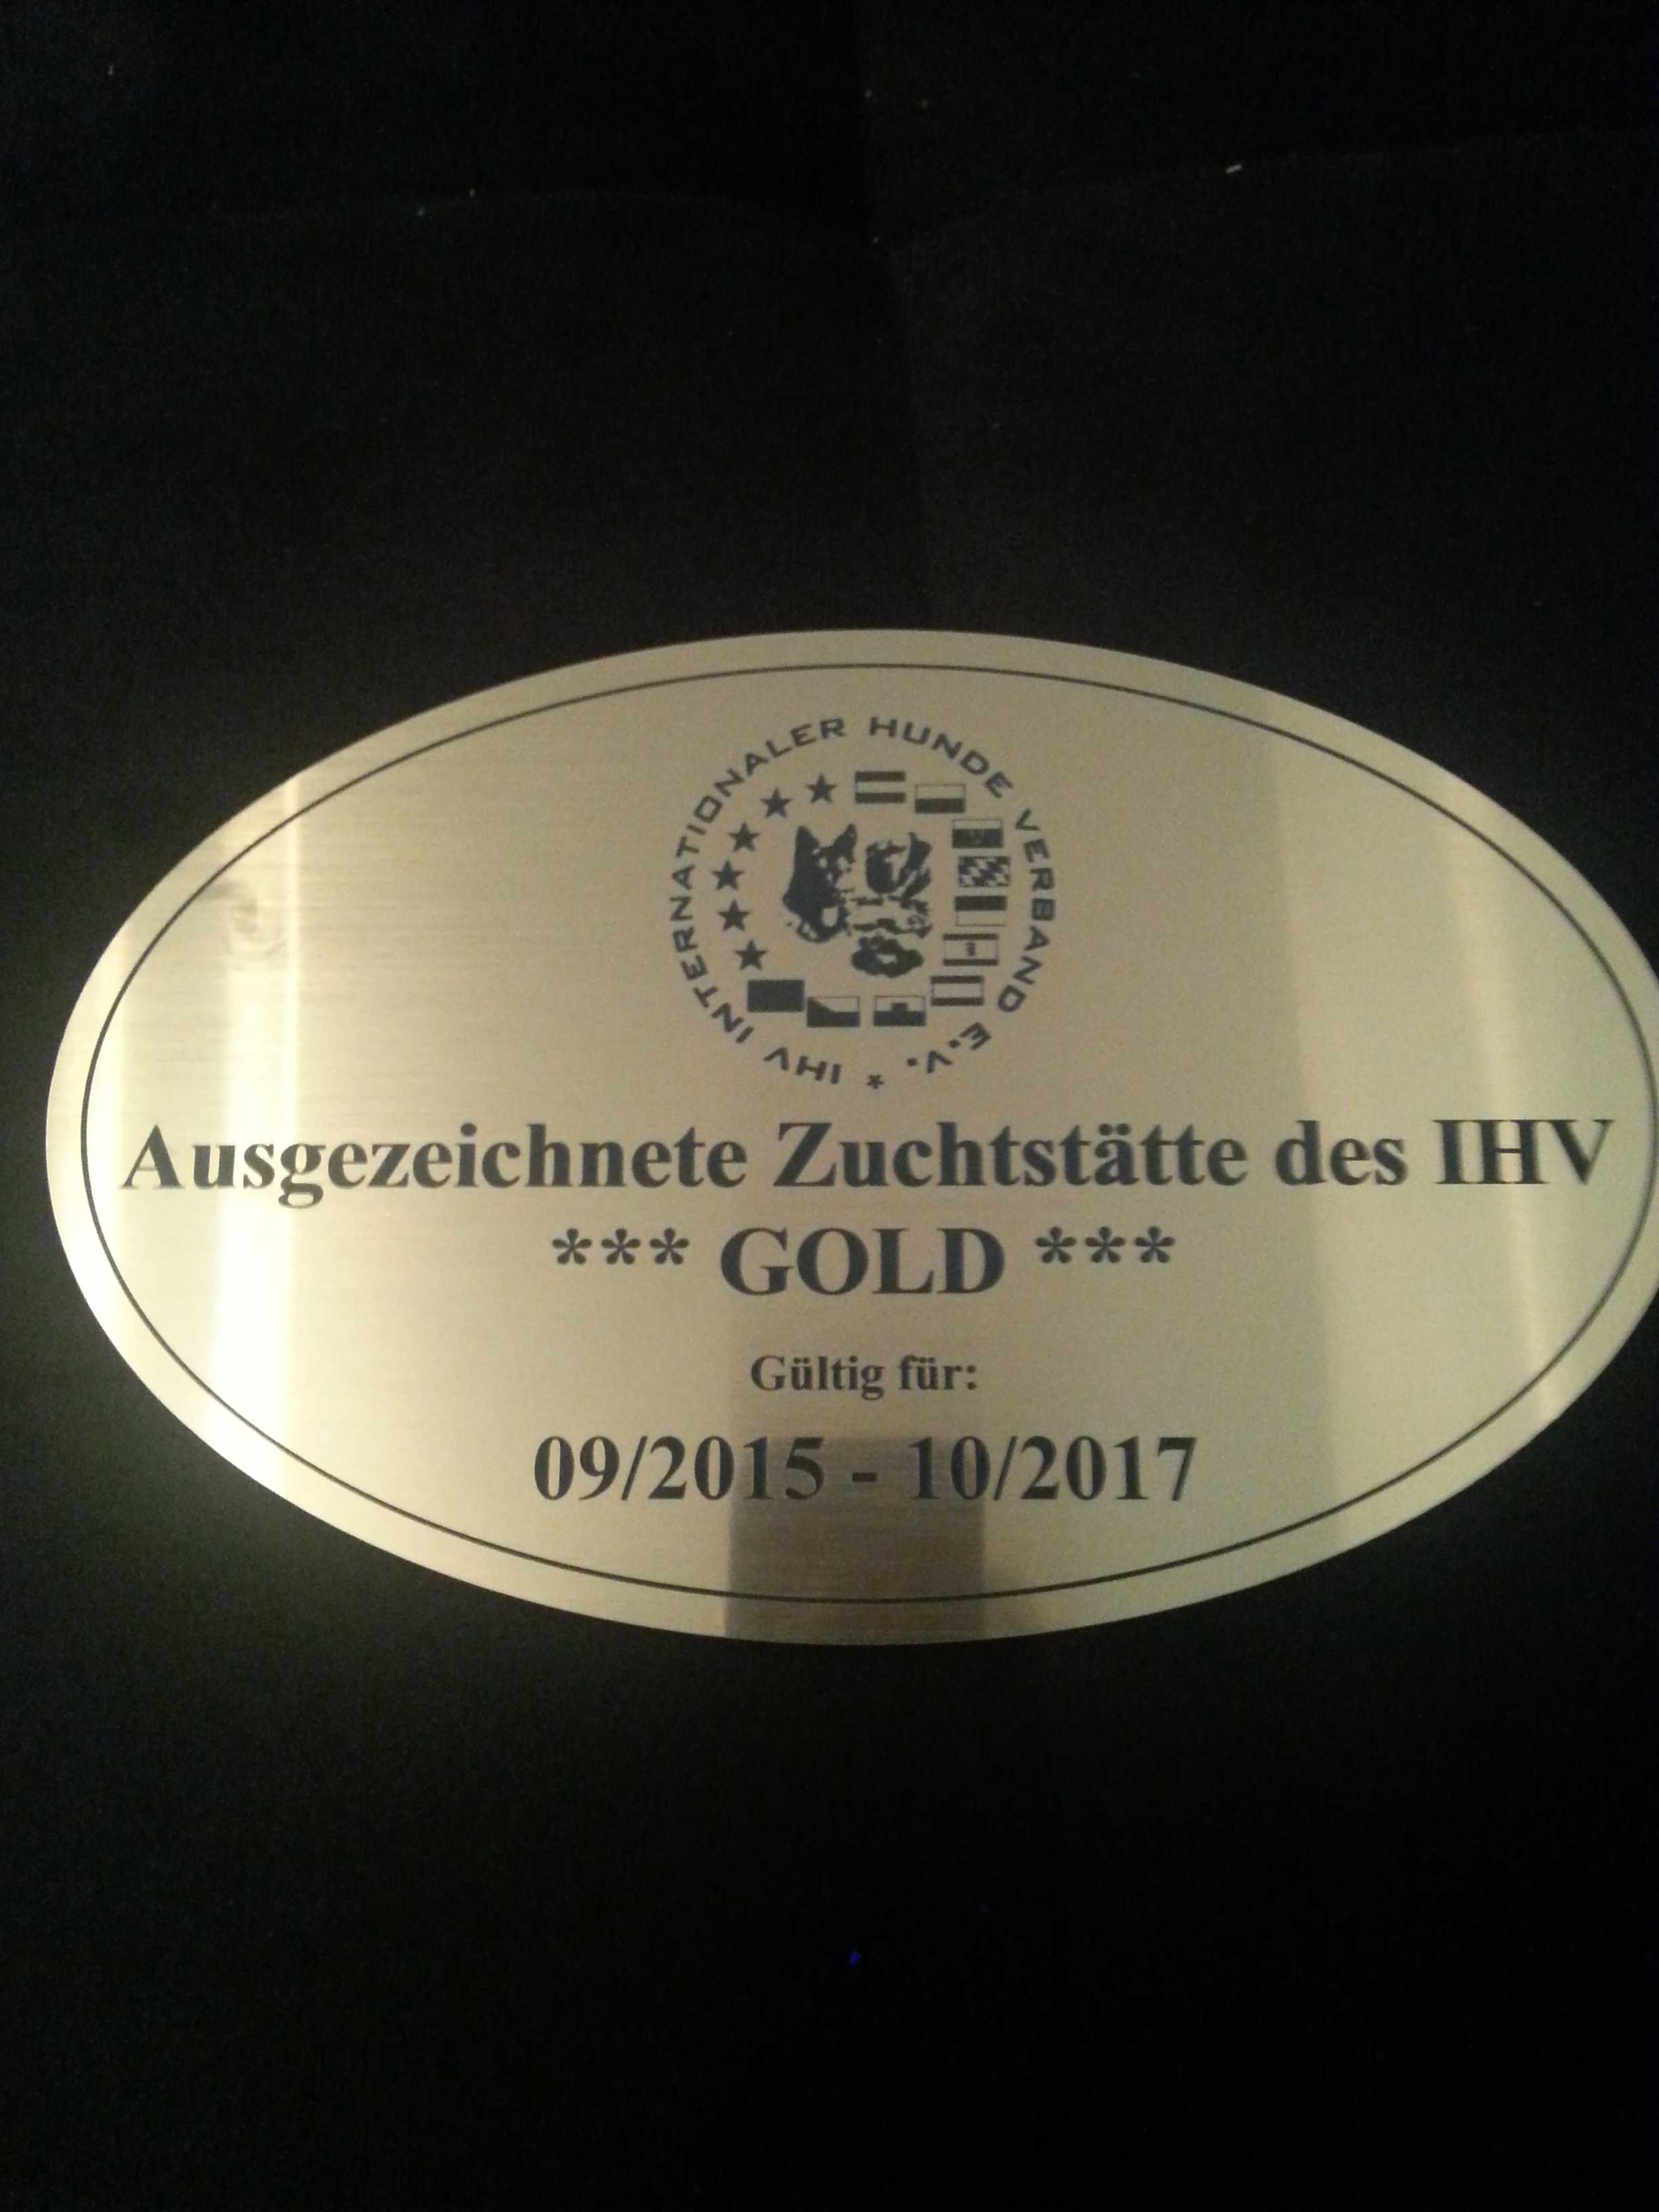 IHV INTERNATIONALER HUNDE VERBAND E.V. *
Ausgezeichnete Zuchtstätte des IHV
*** GOLD ***
Gültig für:
09/2015 - 10/2017